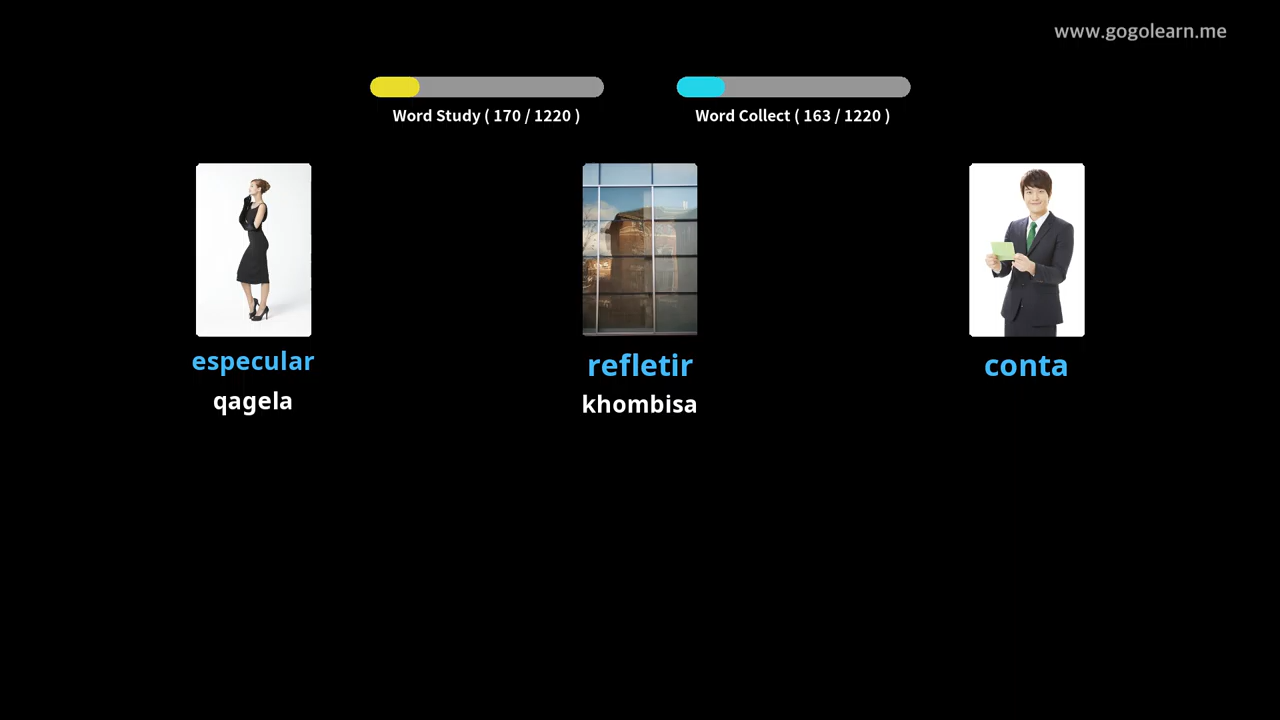 www.gogolearn.me
Word Study ( 170 / 1220 )
Word Collect ( 163 / 1220 )
especular
refletir
conta
qagela
khombisa